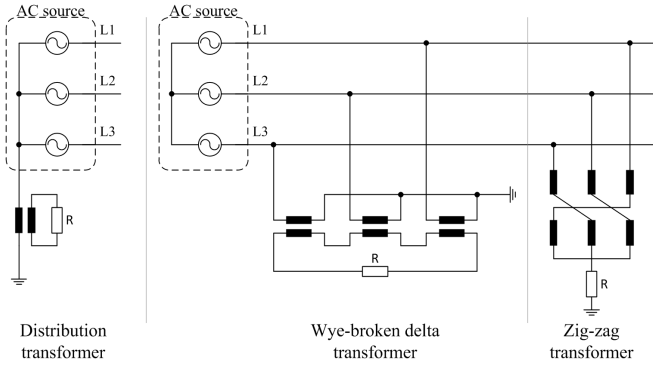 AC source
L1
L2
L3
R
Distribution
transformer
AC source
L1
L2
L3
R
Wye-broken delta
transformer
R
Zig-zag
transformer